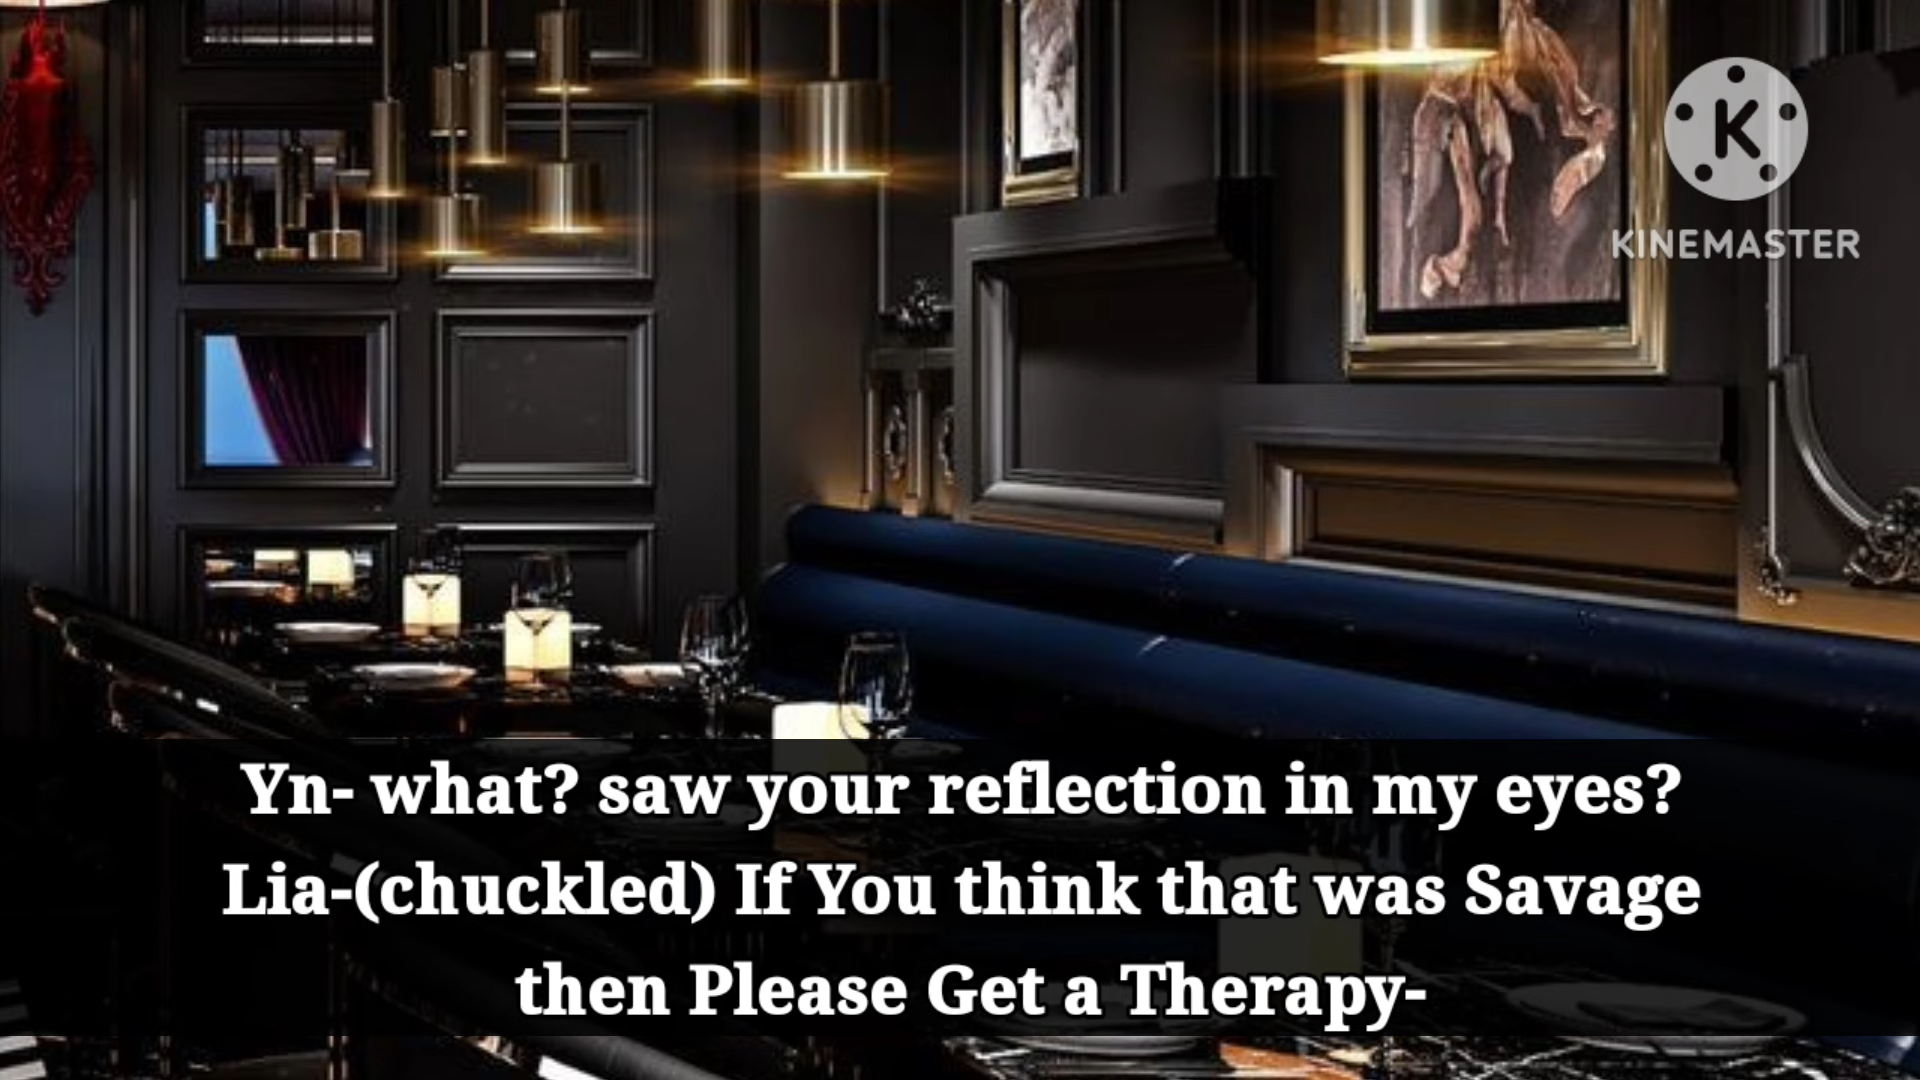 K
KINEMASTER
Yn- what? saw your reflection in my eyes?
Lia-(chuckled) If You think that was Savage
then Please Get a Therapy-